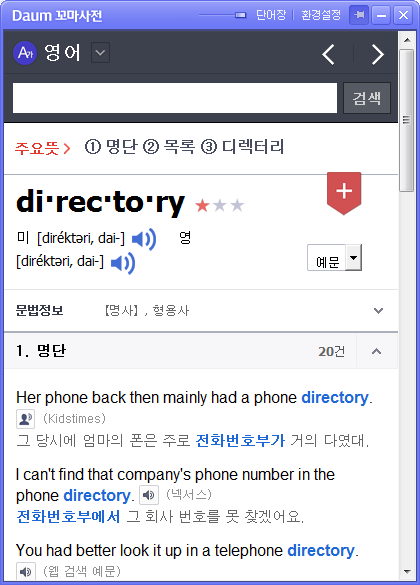 Daum 꼬마사전 단어장 환경설정
A가 영어
검색
주요뜻 > ① 명단 ② 목록 ③ 디렉터리
di·rec·to·ry
미 [diréktəri, dai-] 영
[diréktəri, dai-]
예문
문법정보 【명사】, 형용사
1. 명단 20건
Her phone back then mainly had a phone directory.
(Kidstimes)
그 당시에 엄마의 폰은 주로 전화번호부가 거의 다였대.
I can't find that company's phone number in the
phone directory. (넥서스)
전화번호부에서 그 회사 번호를 못 찾겠어요.
You had better look it up in a telephone directory.
(웹 검색 예문)